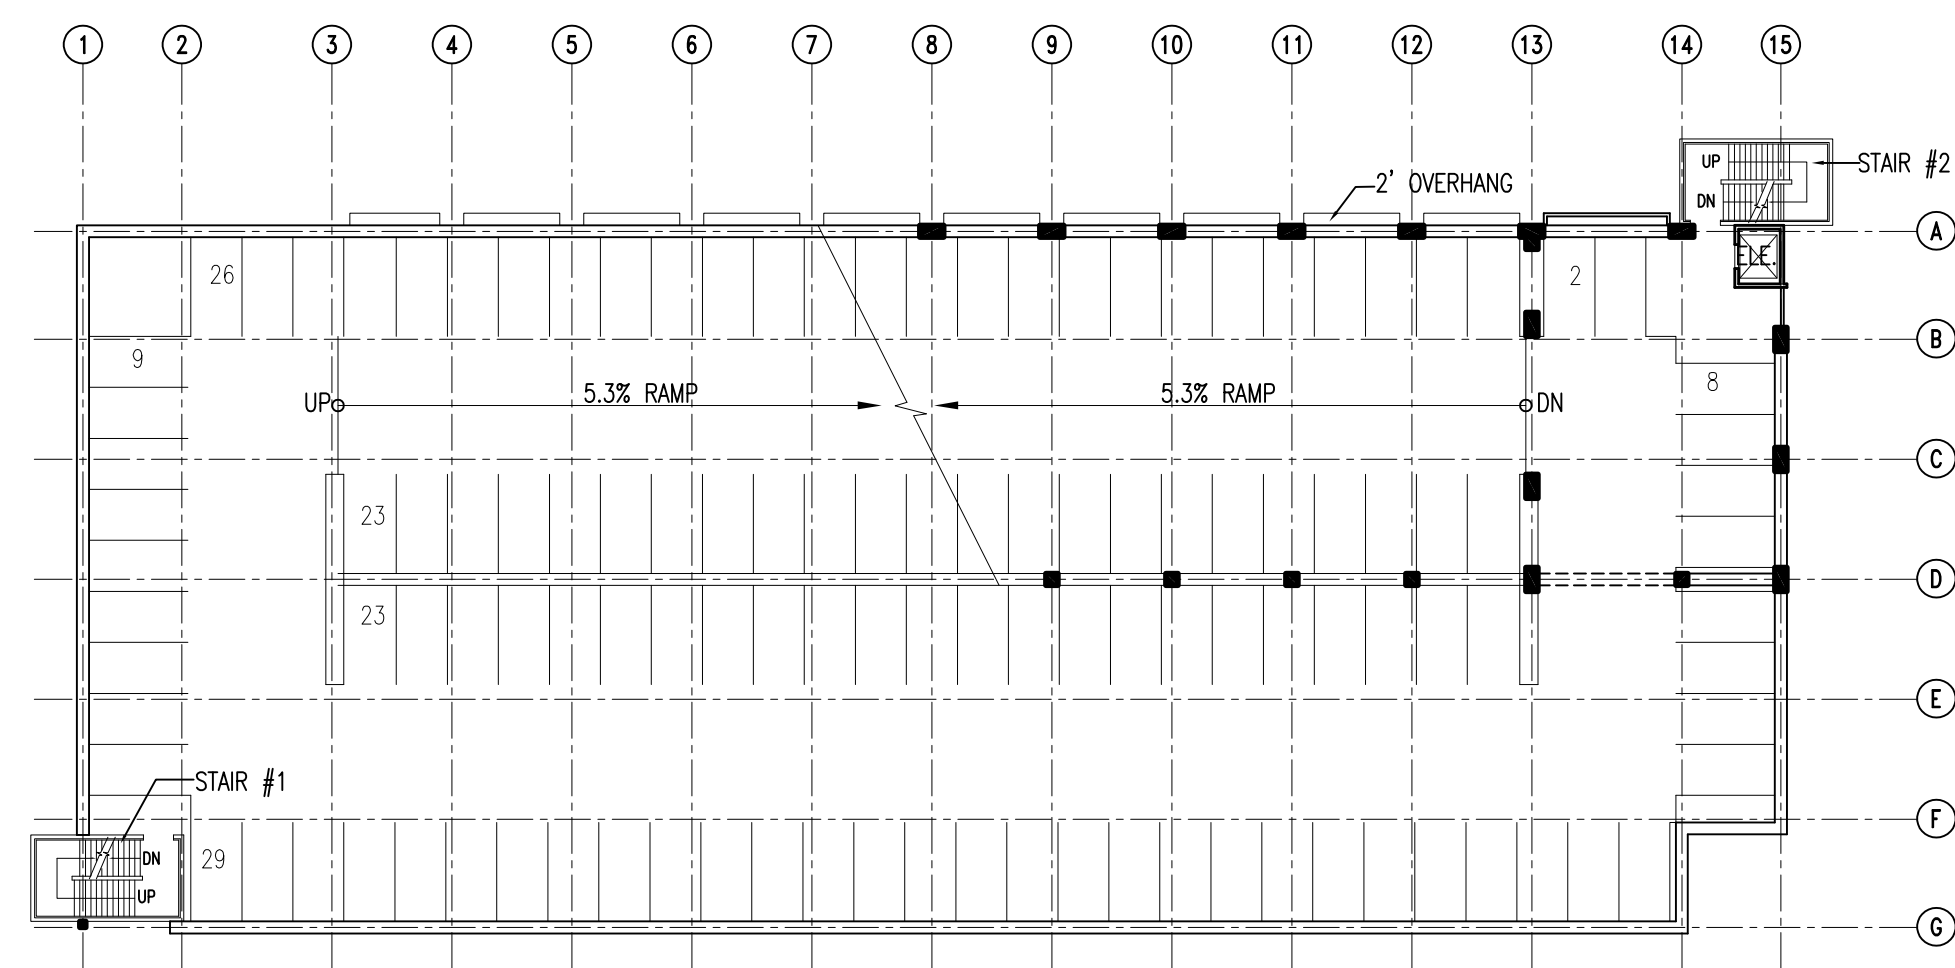 1 2 3 4 5 6 7 8 9 10 11 12 13 14 15
UP
STAIR #2
2' OVERHANG
DN
A
ELE.
26
2
B
9
8
5.3% RAMP
5.3% RAMP
UP
DN
C
23
D
23
E
STAIR #1
F
DN
29
UP
G